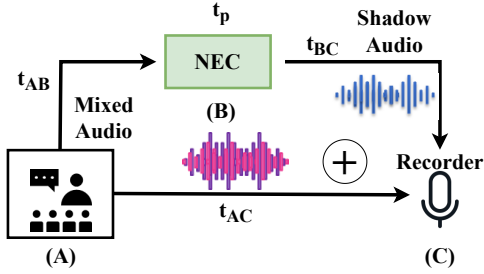 t_p
Shadow
Audio
NEC
t_BC
t_AB
Mixed
Audio
(B)
Recorder
t_AC
(A)
(C)